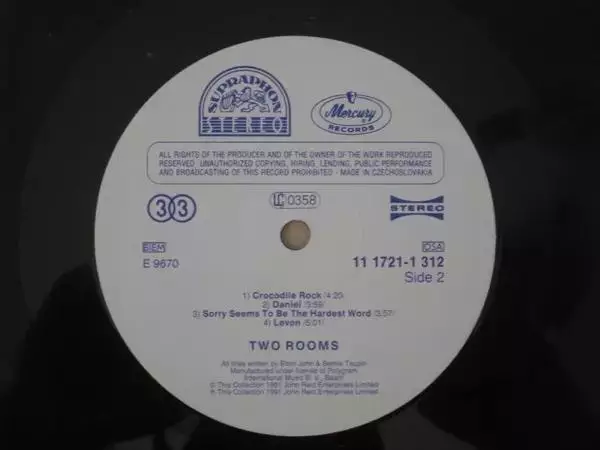 SUPRAPHON
STEREO
Mercury
RECORDS
ALL RIGHTS OF THE PRODUCER AND OF THE OWNER OF THE WORK REPRODUCED
RESERVED. UNAUTHORIZED COPYING, HIRING, LENDING, PUBLIC PERFORMANCE
AND BROADCASTING OF THIS RECORD PROHIBITED - MADE IN CZECHOSLOVAKIA
33
LC 0358
STEREO
BIEM
OSA
E 9670
11 1721-1 312
Side 2
1) Crocodile Rock (4:20)
2) Daniel (3:59)
3) Sorry Seems To Be The Hardest Word (3:57)
4) Levon (5:01)
TWO ROOMS
All titles written by Elton John & Bernie Taupin
Manufactured under licence of Polygram
International Music B. V., Baarn
© This Collection 1991 John Reid Enterprises Limited
℗ This Collection 1991 John Reid Enterprises Limited